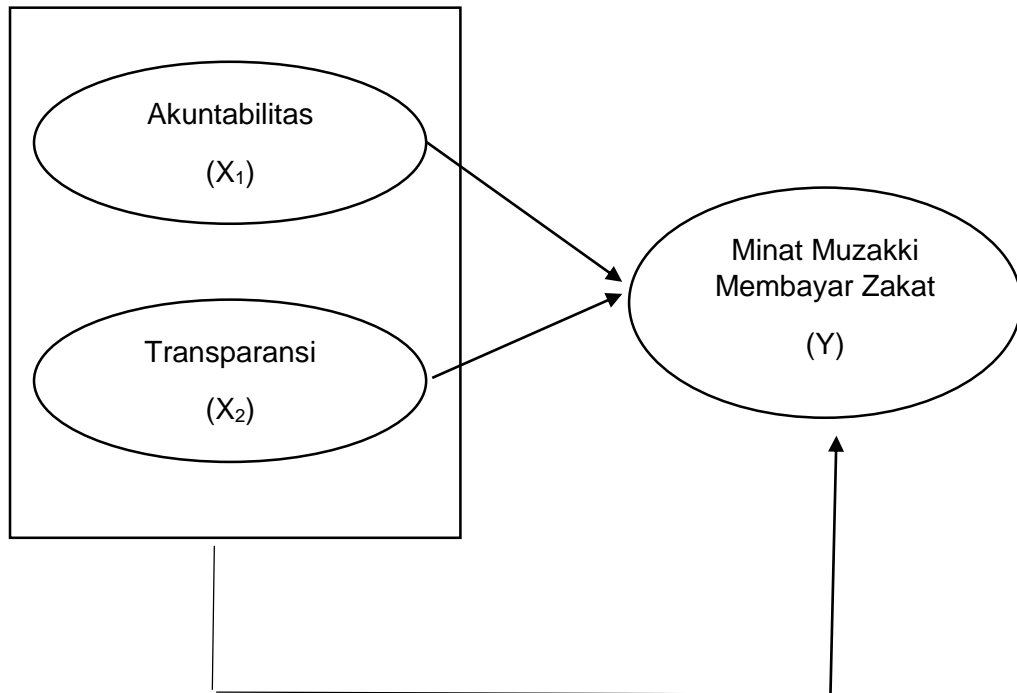 Akuntabilitas
(X₁)
Transparansi
(X₂)
Minat Muzakki
Membayar Zakat
(Y)